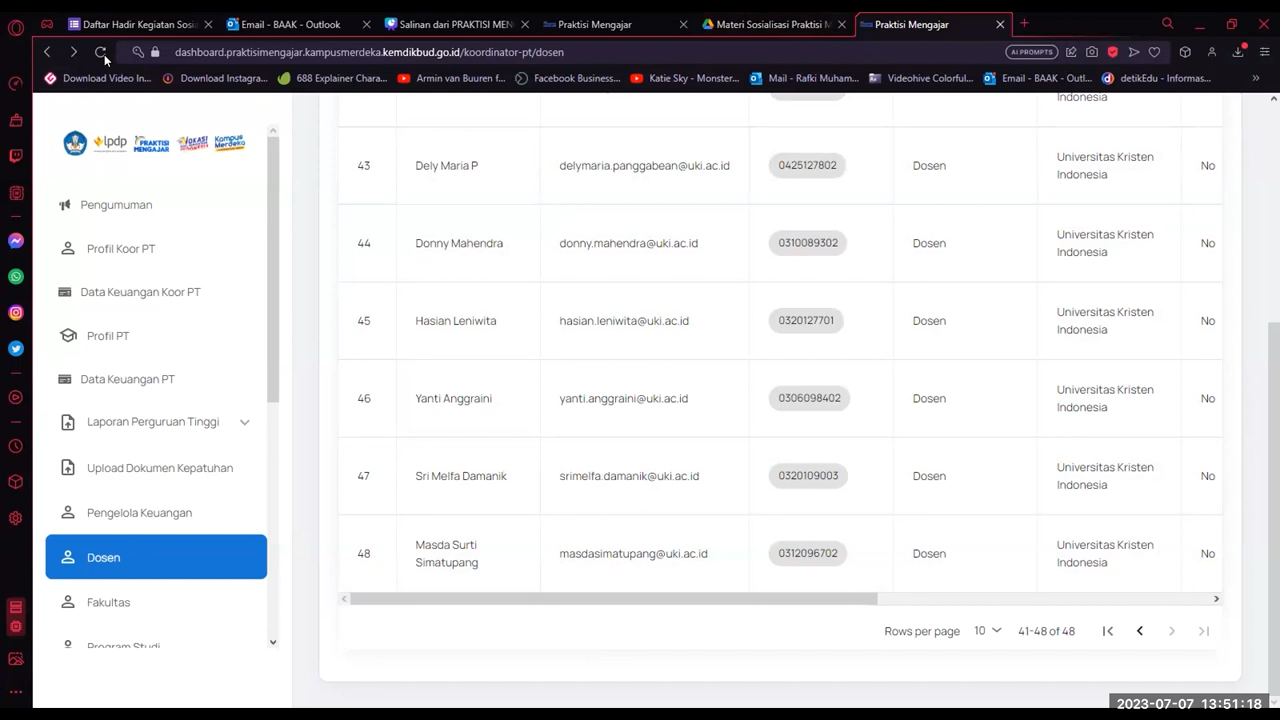 Daftar Hadir Kegiatan Sosi
Email - BAAK - Outlook
Salinan dari PRAKTISI MEN
Praktisi Mengajar
Materi Sosialisasi Praktisi M
Praktisi Mengajar
dashboard.praktisimengajar.kampusmerdeka.kemdikbud.go.id/koordinator-pt/dosen
AI PROMPTS
Download Video In...
Download Instagra...
688 Explainer Chara...
Armin van Buuren f...
Facebook Business...
Katie Sky - Monster...
Mail - Rafki Muham...
Videohive Colorful...
Email - BAAK - Outl...
detikEdu - Informas...
lpdp
PRAKTISI MENGAJAR
Kampus Merdeka
Pengumuman
Profil Koor PT
Data Keuangan Koor PT
Profil PT
Data Keuangan PT
Laporan Perguruan Tinggi
Upload Dokumen Kepatuhan
Pengelola Keuangan
Dosen
Fakultas
Program Studi
Indonesia
43 Dely Maria P delymaria.panggabean@uki.ac.id 0425127802 Dosen Universitas Kristen Indonesia No
44 Donny Mahendra donny.mahendra@uki.ac.id 0310089302 Dosen Universitas Kristen Indonesia No
45 Hasian Leniwita hasian.leniwita@uki.ac.id 0320127701 Dosen Universitas Kristen Indonesia No
46 Yanti Anggraini yanti.anggraini@uki.ac.id 0306098402 Dosen Universitas Kristen Indonesia No
47 Sri Melfa Damanik srimelfa.damanik@uki.ac.id 0320109003 Dosen Universitas Kristen Indonesia No
48 Masda Surti Simatupang masdasimatupang@uki.ac.id 0312096702 Dosen Universitas Kristen Indonesia No
Rows per page 10 41-48 of 48
2023-07-07 13:51:18